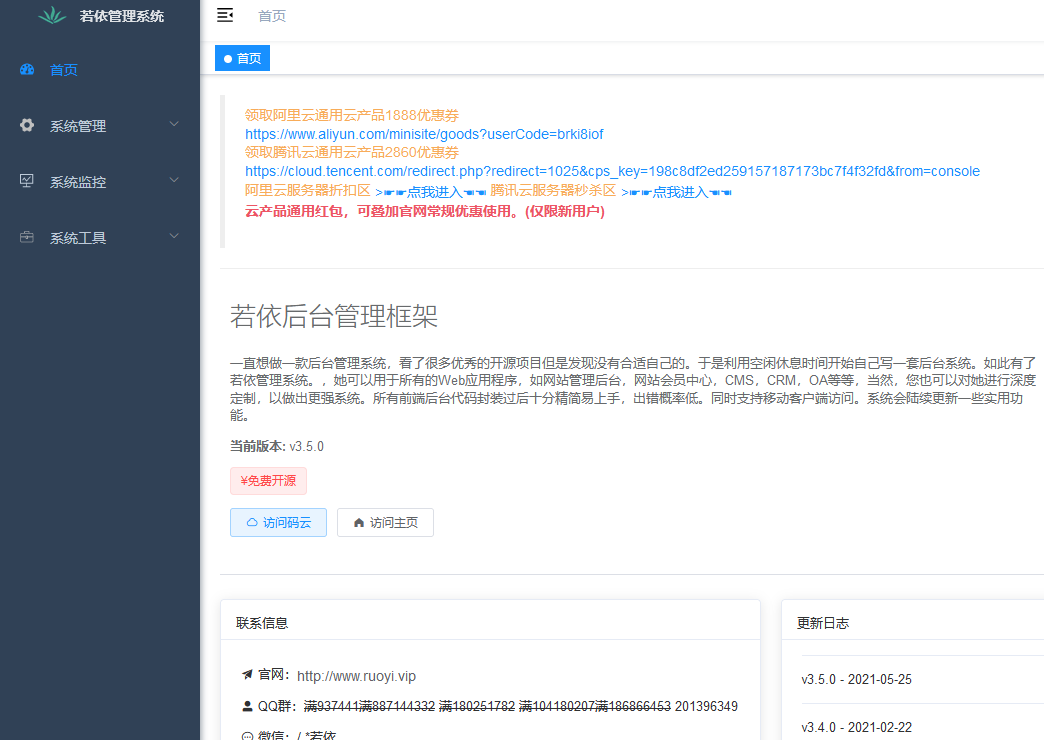 若依管理系统
首页
首页
首页
系统管理
系统监控
系统工具
领取阿里云通用云产品1888优惠券
https://www.aliyun.com/minisite/goods?userCode=brki8iof
领取腾讯云通用云产品2860优惠券
https://cloud.tencent.com/redirect.php?redirect=1025&cps_key=198c8df2ed259157187173bc7f4f32fd&from=console
阿里云服务器折扣区 >☛☛点我进入☚☚ 腾讯云服务器秒杀区 >☛☛点我进入☚☚
云产品通用红包，可叠加官网常规优惠使用。(仅限新用户)
若依后台管理框架
一直想做一款后台管理系统，看了很多优秀的开源项目但是发现没有合适自己的。于是利用空闲休息时间开始自己写一套后台系统。如此有了
若依管理系统。，她可以用于所有的Web应用程序，如网站管理后台，网站会员中心，CMS，CRM，OA等等，当然，您也可以对她进行深度
定制，以做出更强系统。所有前端后台代码封装过后十分精简易上手，出错概率低。同时支持移动客户端访问。系统会陆续更新一些实用功
能。
当前版本: v3.5.0
¥免费开源
访问码云
访问主页
联系信息
官网：http://www.ruoyi.vip
QQ群：满937441 满887144332 满180251782 满104180207 满186866453 201396349
微信：/ *若依
更新日志
v3.5.0 - 2021-05-25
v3.4.0 - 2021-02-22